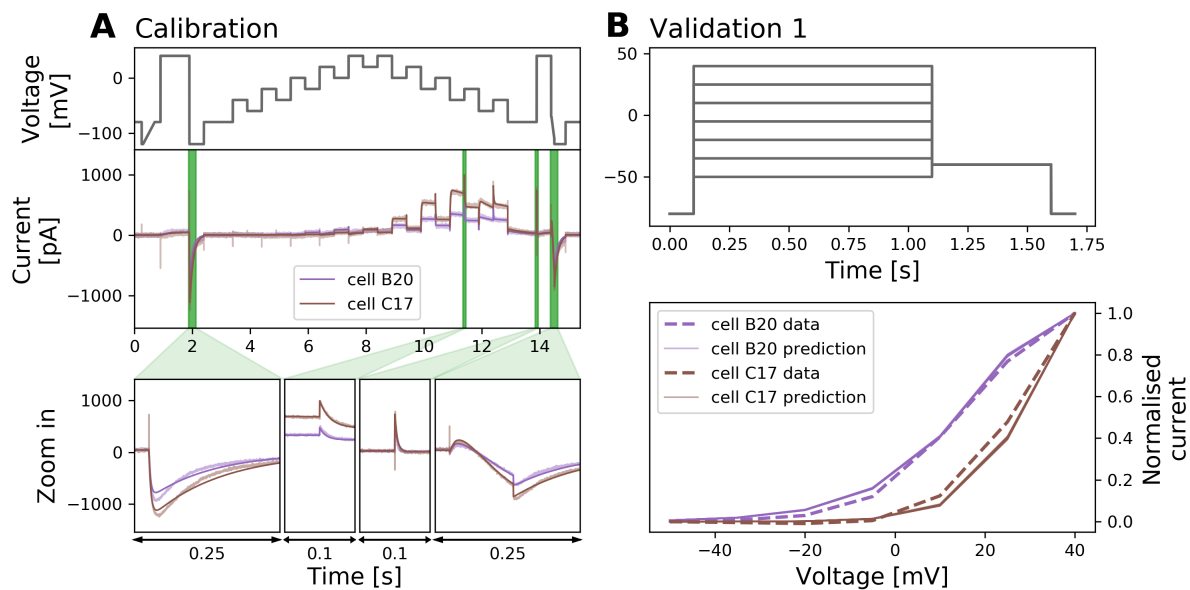 A Calibration
Voltage
[mV]
0
−100
Current
[pA]
1000
0
−1000
cell B20
cell C17
0 2 4 6 8 10 12 14
Zoom in
1000
0
−1000
0.25 0.1 0.1 0.25
Time [s]
B Validation 1
50
0
−50
0.00 0.25 0.50 0.75 1.00 1.25 1.50 1.75
Time [s]
cell B20 data
cell B20 prediction
cell C17 data
cell C17 prediction
1.0
0.8
0.6
0.4
0.2
0.0
Normalised
current
−40 −20 0 20 40
Voltage [mV]